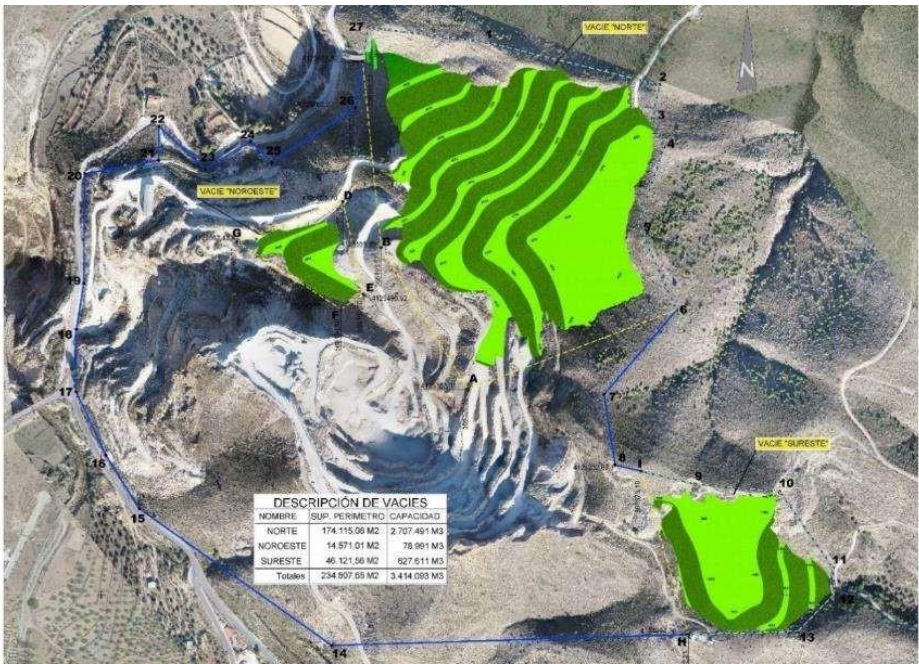 27
1
VACIE "NORTE"
2
N
26
3
4
22
24
23
25
21
20
VACIE "NOROESTE"
D
G
B
5
19
E
F
6
18
A
17
7
16
8
I
9
10
VACIE "SURESTE"
15
DESCRIPCIÓN DE VACIES
NOMBRE SUP. PERIMETRO CAPACIDAD
NORTE 174.115,08 M2 2.707.491 M3
NOROESTE 14.571,01 M2 78.991 M3
SURESTE 46.121,56 M2 627.611 M3
Totales 234.807,65 M2 3.414.093 M3
11
12
H
13
14